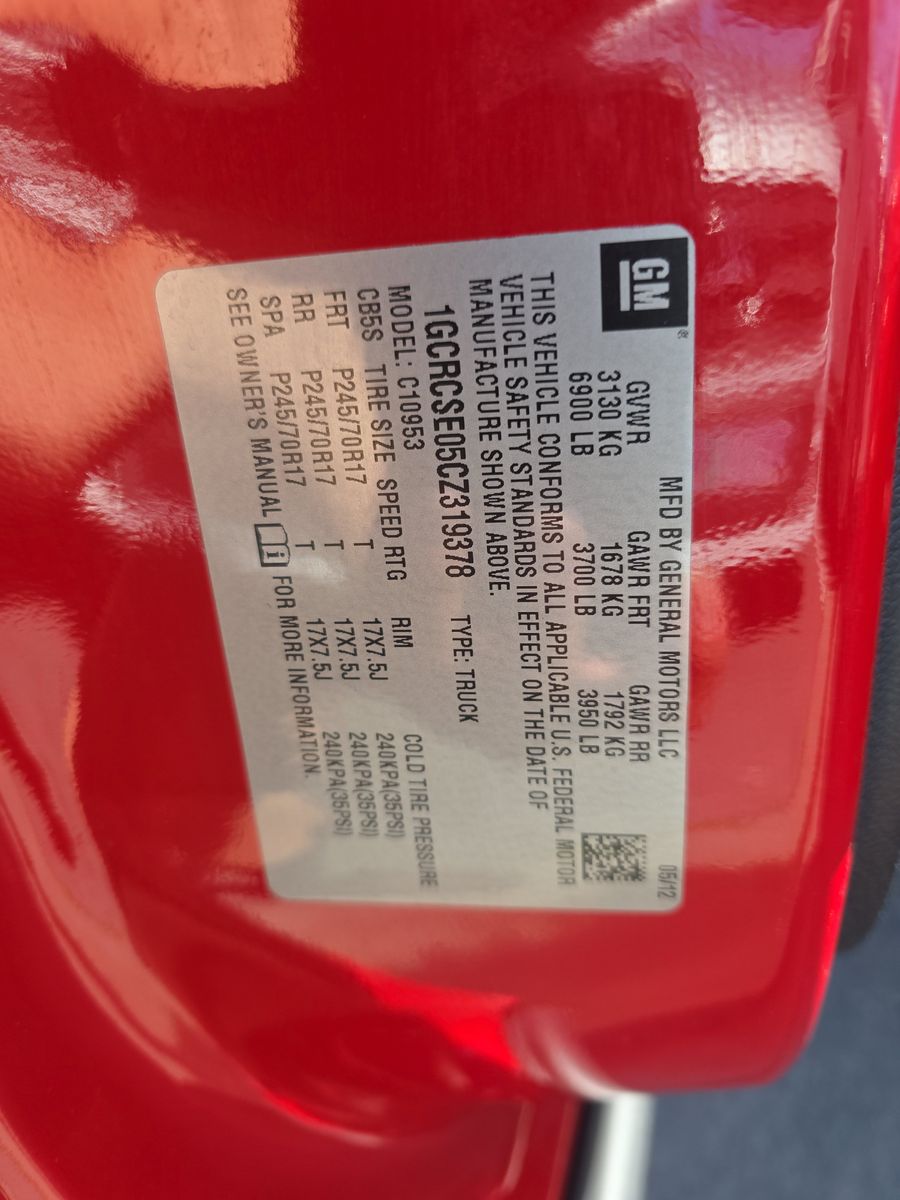 GM ®
MFD BY GENERAL MOTORS LLC 05/12
GVWR GAWR FRT GAWR RR
3130 KG 1678 KG 1792 KG
6900 LB 3700 LB 3950 LB
THIS VEHICLE CONFORMS TO ALL APPLICABLE U.S. FEDERAL MOTOR
VEHICLE SAFETY STANDARDS IN EFFECT ON THE DATE OF
MANUFACTURE SHOWN ABOVE.
1GCRCSE05CZ319378 TYPE: TRUCK
MODEL: C10953
CB5S TIRE SIZE SPEED RTG RIM COLD TIRE PRESSURE
FRT P245/70R17 T 17X7.5J 240KPA(35PSI)
RR P245/70R17 T 17X7.5J 240KPA(35PSI)
SPA P245/70R17 T 17X7.5J 240KPA(35PSI)
SEE OWNER'S MANUAL i FOR MORE INFORMATION.